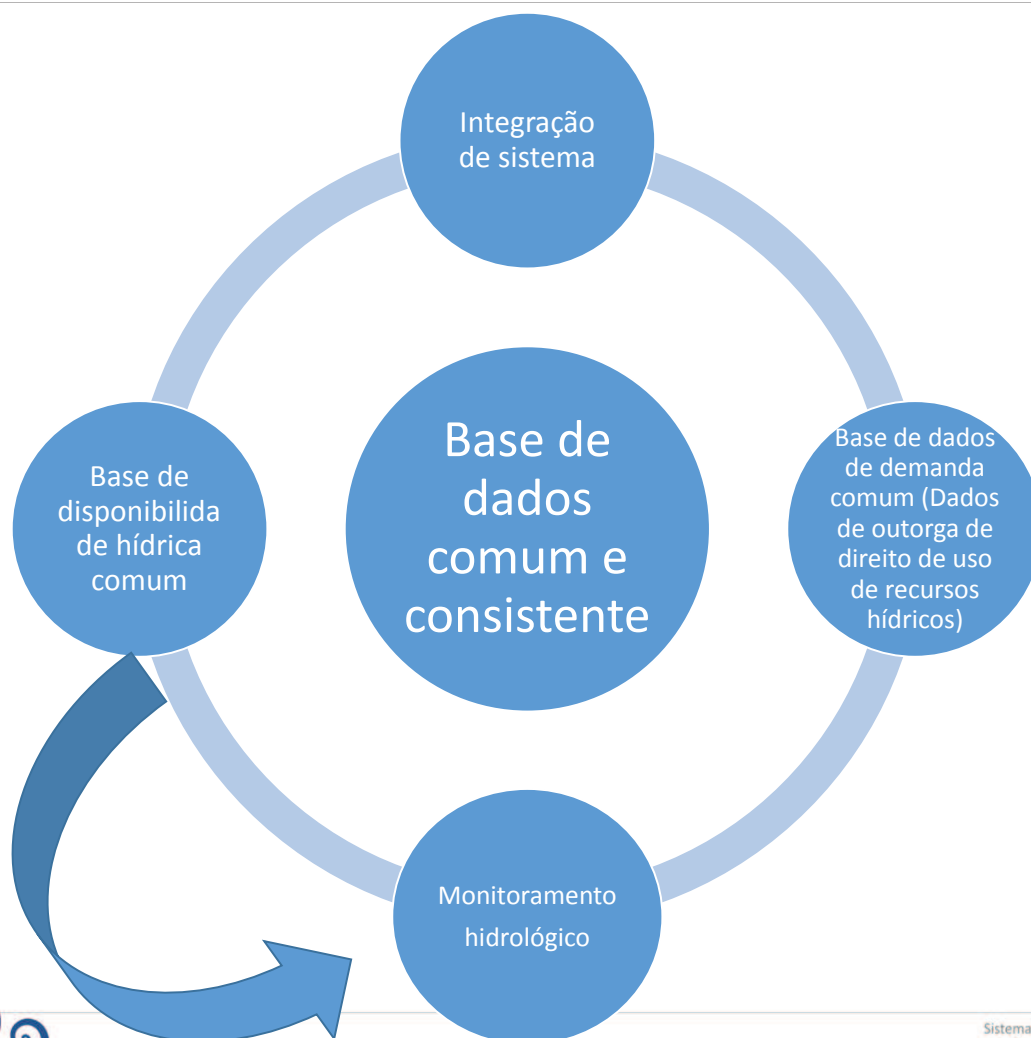 Integração
de sistema
Base de
disponibilida
de hídrica
comum
Base de
dados
comum e
consistente
Base de dados
de demanda
comum (Dados
de outorga de
direito de uso
de recursos
hídricos)
Monitoramento
hidrológico
Sistema